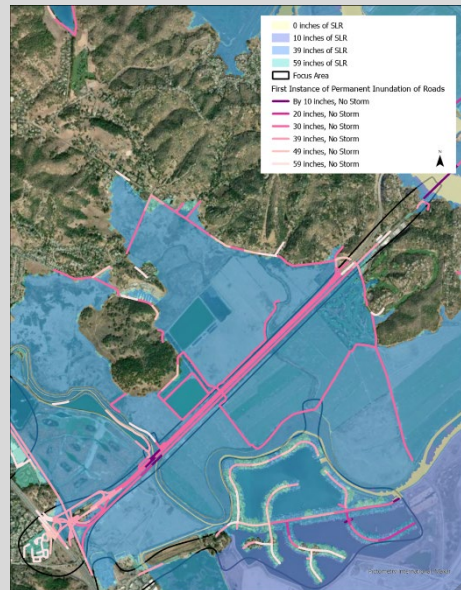 0 inches of SLR
10 inches of SLR
39 inches of SLR
59 inches of SLR
Focus Area
First Instance of Permanent Inundation of Roads
By 10 inches, No Storm
20 inches, No Storm
30 inches, No Storm
39 inches, No Storm
49 inches, No Storm
59 inches, No Storm
N